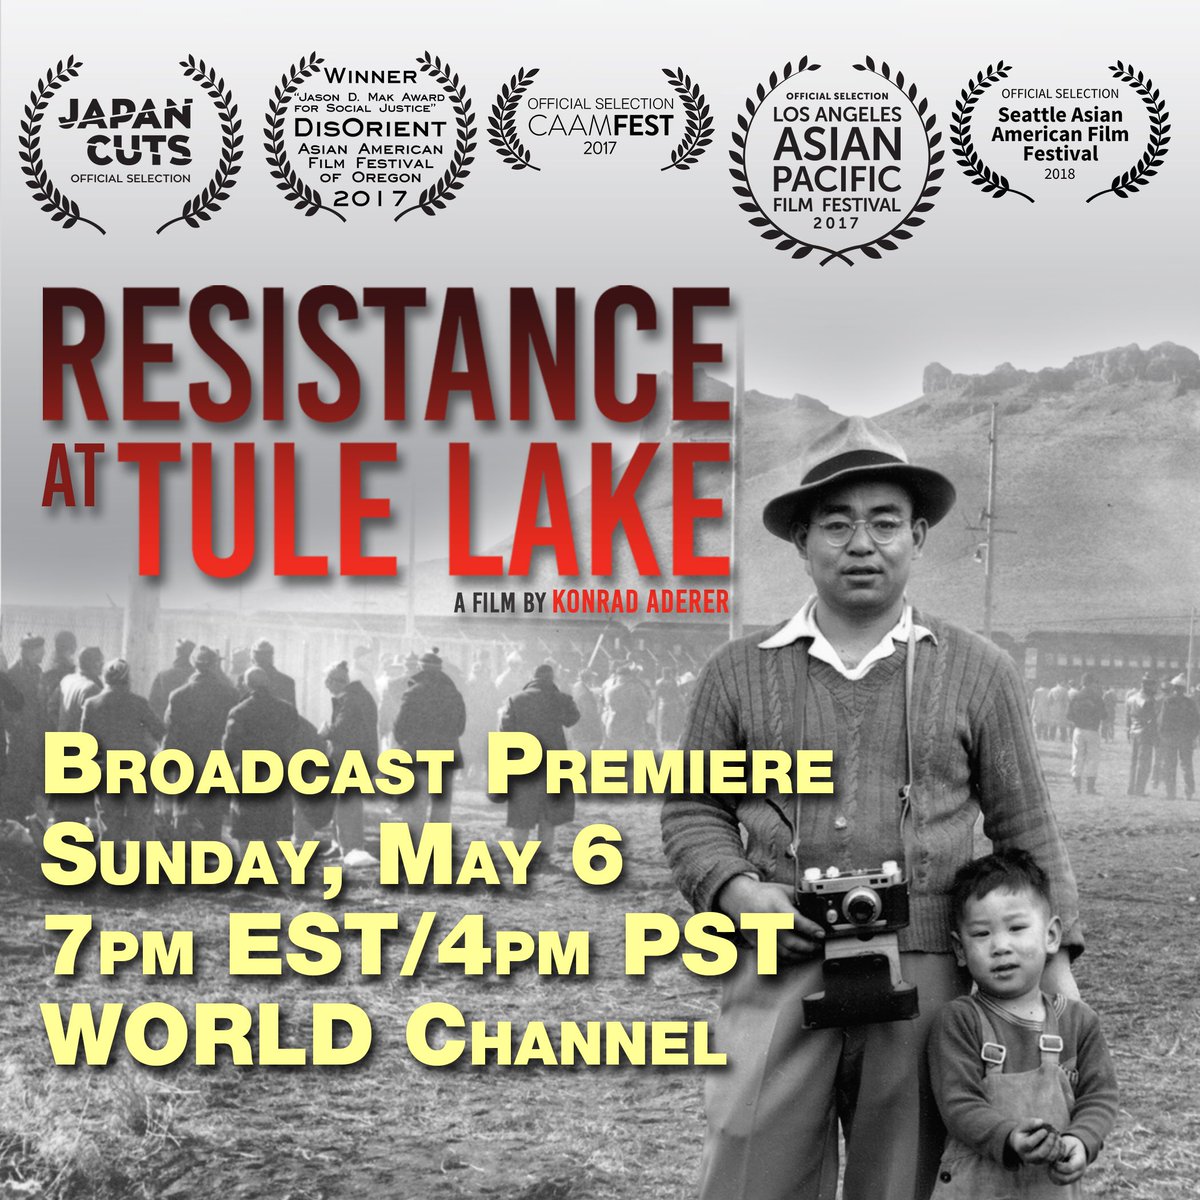 JAPAN
CUTS
OFFICIAL SELECTION
WINNER
"JASON D. MAK AWARD
FOR SOCIAL JUSTICE"
DISORIENT
ASIAN AMERICAN
FILM FESTIVAL
OF OREGON
2017
OFFICIAL SELECTION
CAAMFEST
2017
OFFICIAL SELECTION
LOS ANGELES
ASIAN
PACIFIC
FILM FESTIVAL
2017
OFFICIAL SELECTION
Seattle Asian
American Film
Festival
2018
RESISTANCE
AT TULE LAKE
A FILM BY KONRAD ADERER
BROADCAST PREMIERE
SUNDAY, MAY 6
7PM EST/4PM PST
WORLD CHANNEL